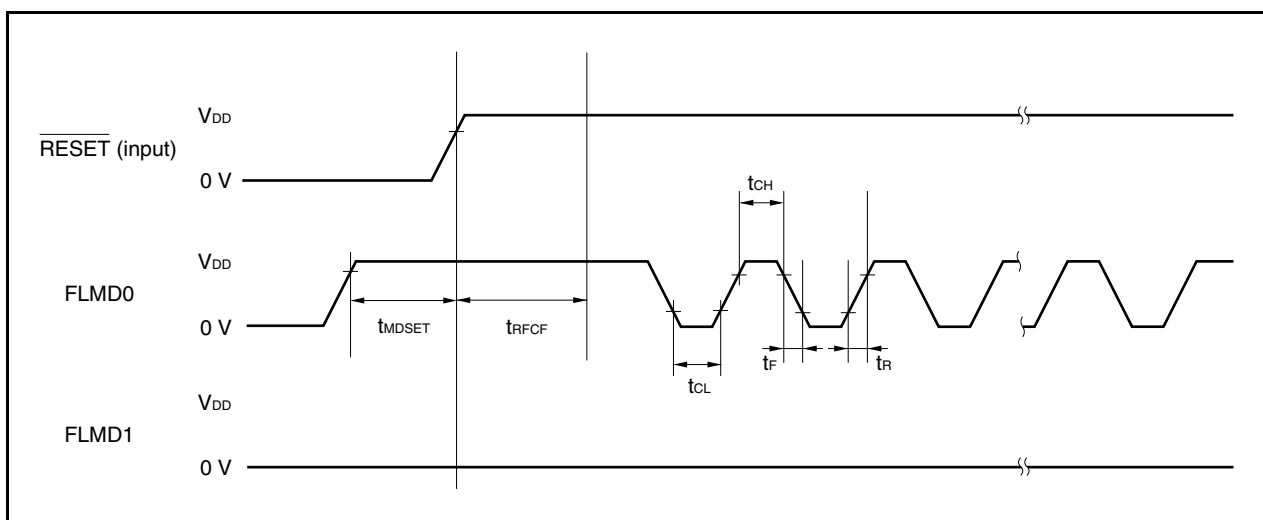 VDD
RESET (input)
0 V
tCH
VDD
FLMD0
tMDSET
tRFCF
0 V
tF
tR
tCL
VDD
FLMD1
0 V